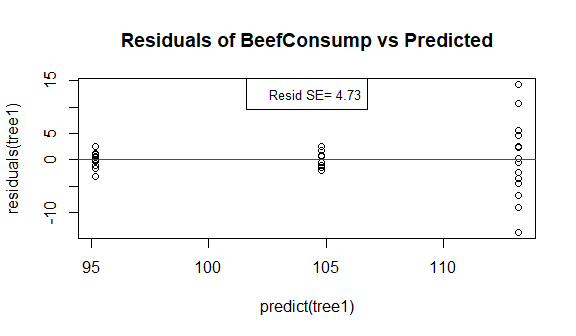 Residuals of BeefConsump vs Predicted
Resid SE= 4.73
residuals(tree1)
15
5
0
-10
95
100
105
110
predict(tree1)